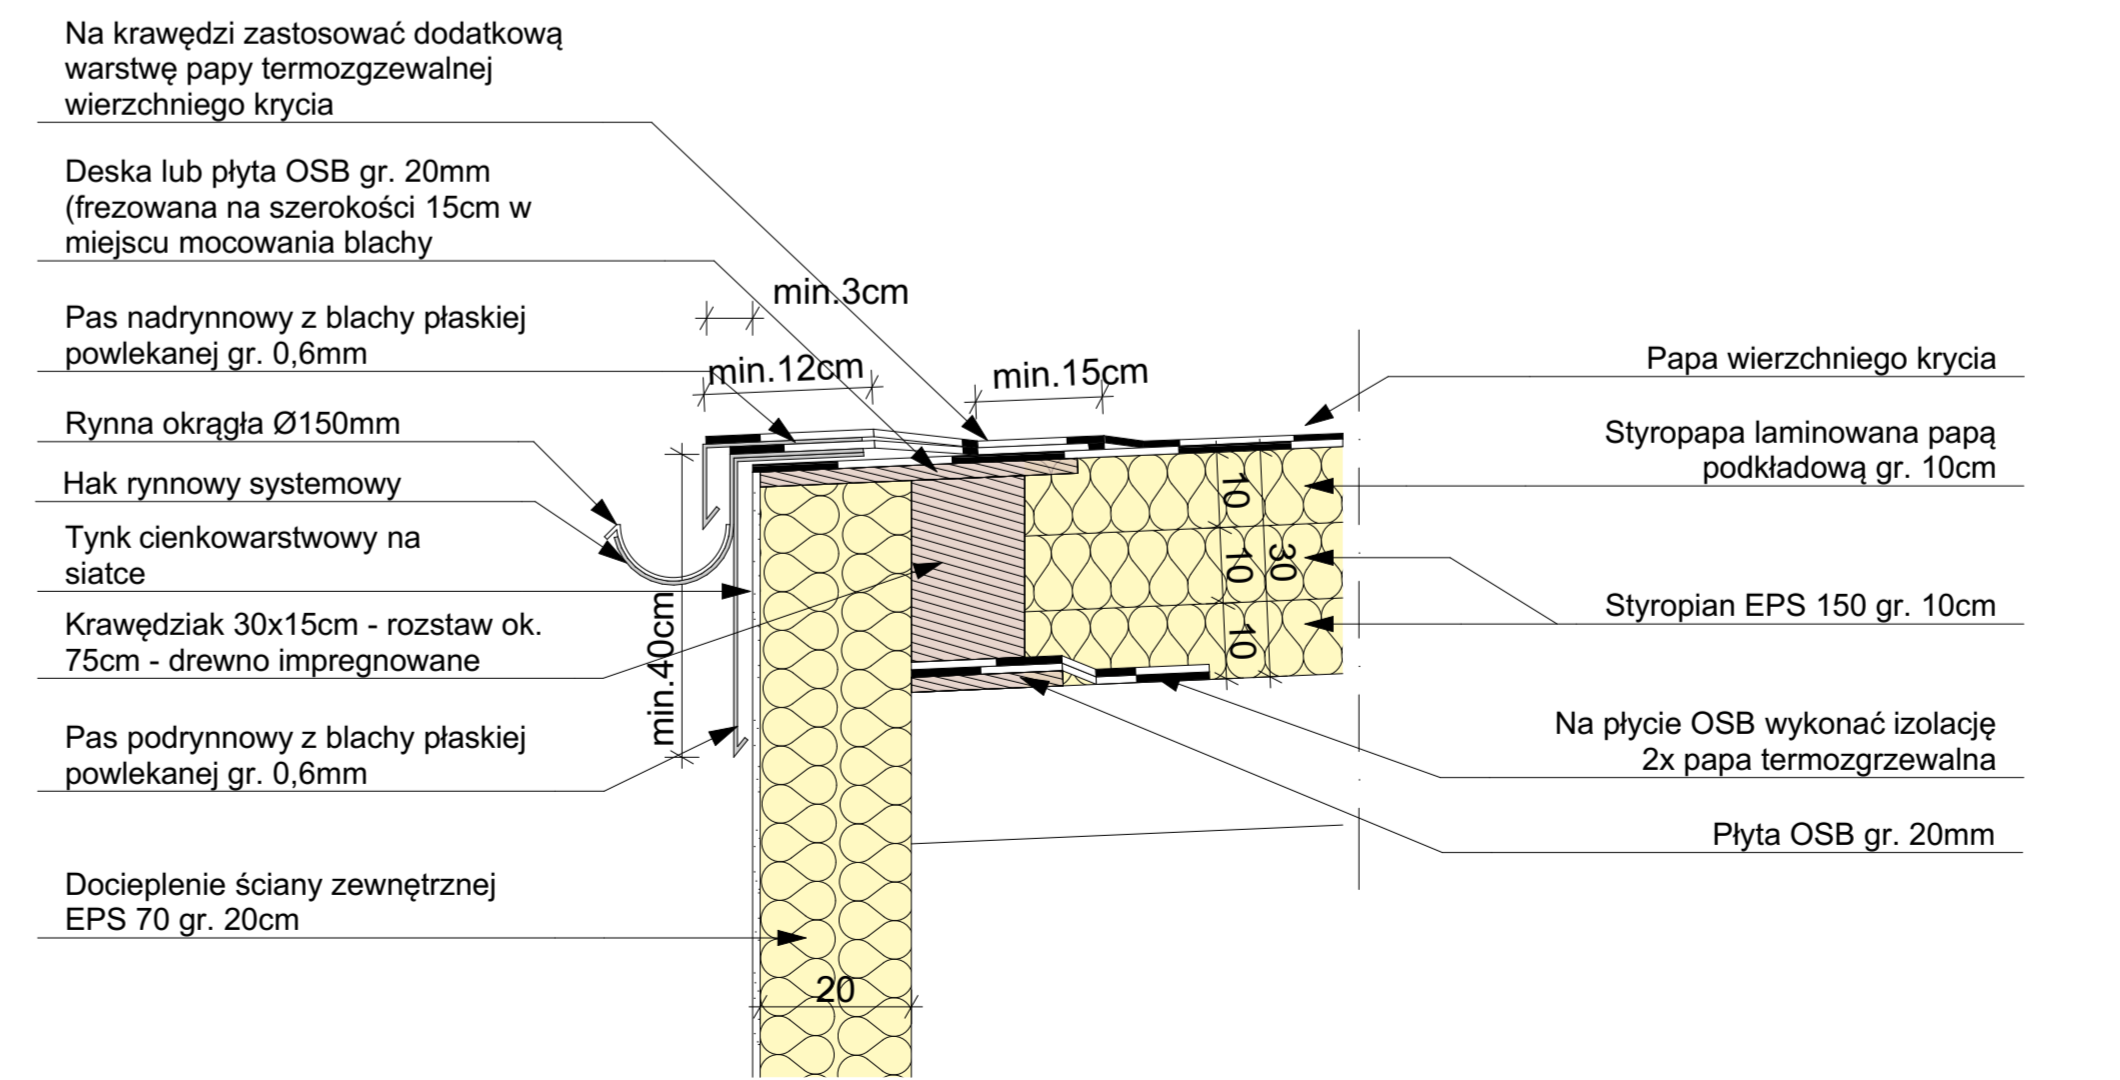 Na krawędzi zastosować dodatkową
warstwę papy termozgzewalnej
wierzchniego krycia
Deska lub płyta OSB gr. 20mm
(frezowana na szerokości 15cm w
miejscu mocowania blachy
Pas nadrynnowy z blachy płaskiej
powlekanej gr. 0,6mm
Rynna okrągła Ø150mm
Hak rynnowy systemowy
Tynk cienkowarstwowy na
siatce
Krawędziak 30x15cm - rozstaw ok.
75cm - drewno impregnowane
Pas podrynnowy z blachy płaskiej
powlekanej gr. 0,6mm
Docieplenie ściany zewnętrznej
EPS 70 gr. 20cm
min.3cm
min.12cm
min.15cm
min.40cm
10
10
30
10
20
Papa wierzchniego krycia
Styropapa laminowana papą
podkładową gr. 10cm
Styropian EPS 150 gr. 10cm
Na płycie OSB wykonać izolację
2x papa termozgrzewalna
Płyta OSB gr. 20mm